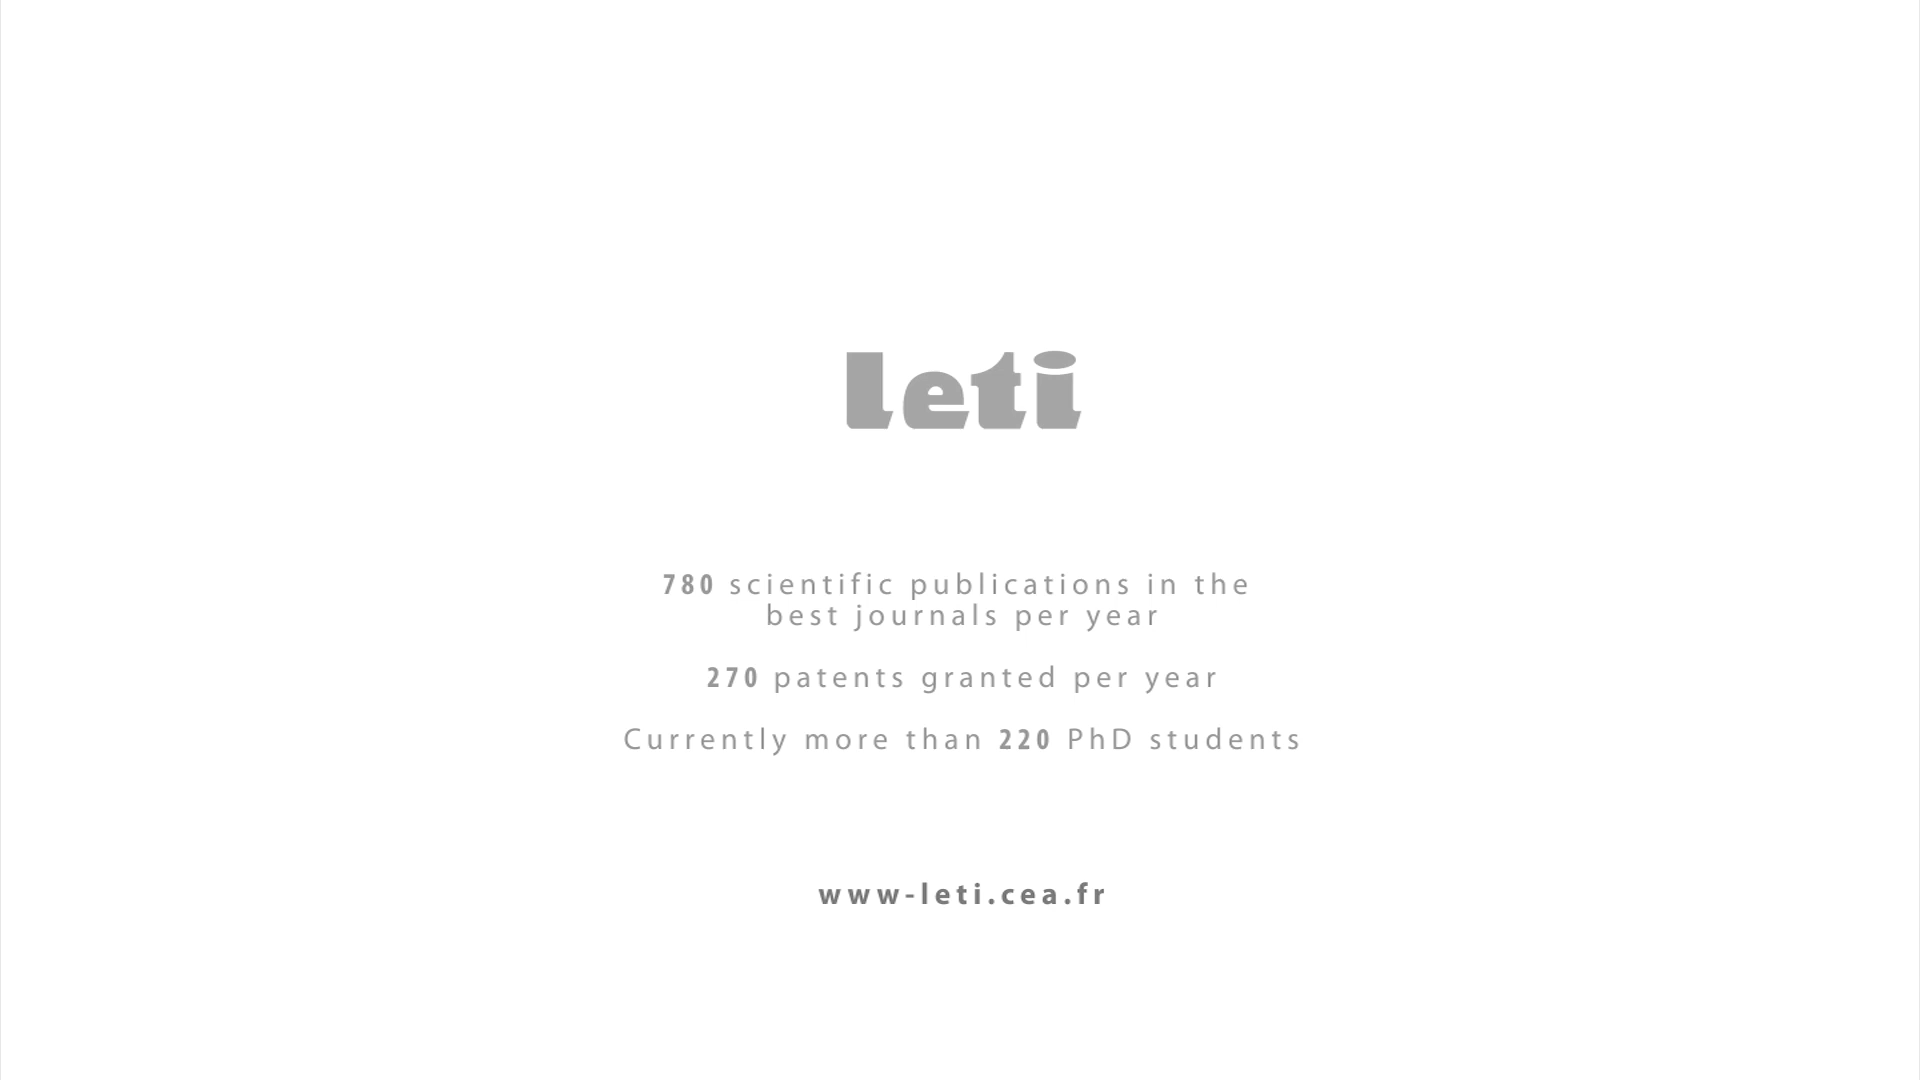 leti
780 scientific publications in the
best journals per year
270 patents granted per year
Currently more than 220 PhD students
www-leti.cea.fr